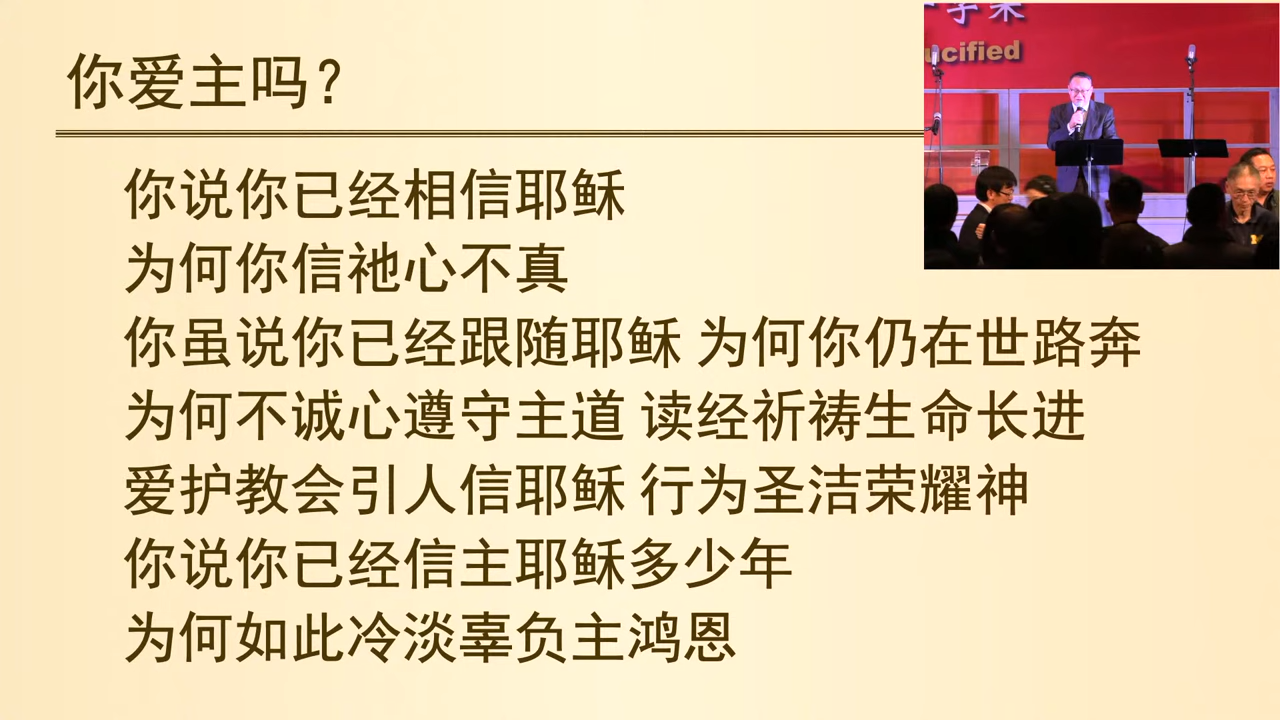 你爱主吗？
你说你已经相信耶稣
为何你信祂心不真
你虽说你已经跟随耶稣 为何你仍在世路奔
为何不诚心遵守主道 读经祈祷生命长进
爱护教会引人信耶稣 行为圣洁荣耀神
你说你已经信主耶稣多少年
为何如此冷淡辜负主鸿恩
ucified